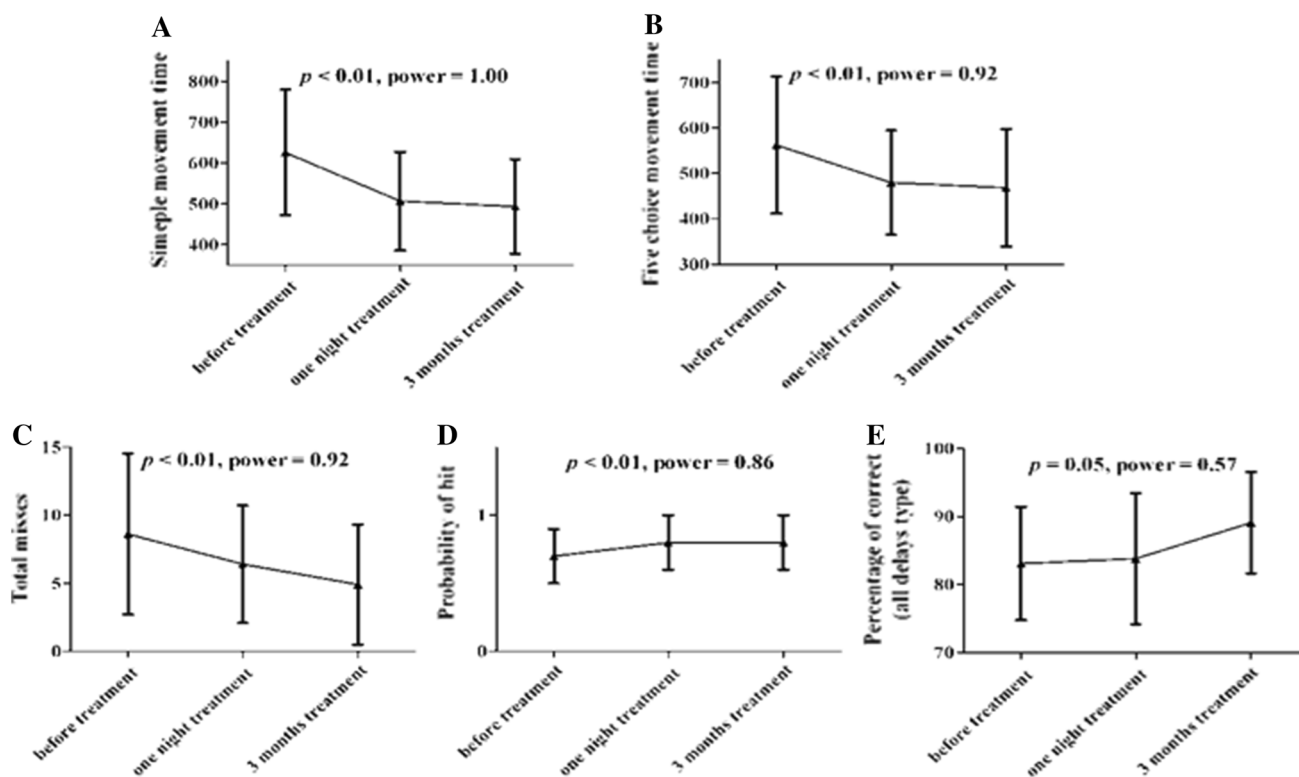 A
Simeple movement time
p < 0.01, power = 1.00
800
700
600
500
400
before treatment
one night treatment
3 months treatment
B
Five choice movement time
p < 0.01, power = 0.92
700
600
500
400
300
before treatment
one night treatment
3 months treatment
C
Total misses
p < 0.01, power = 0.92
15
10
5
0
before treatment
one night treatment
3 months treatment
D
Probability of hit
p < 0.01, power = 0.86
1
0
before treatment
one night treatment
3 months treatment
E
Percentage of correct
(all delays type)
p = 0.05, power = 0.57
100
90
80
70
before treatment
one night treatment
3 months treatment